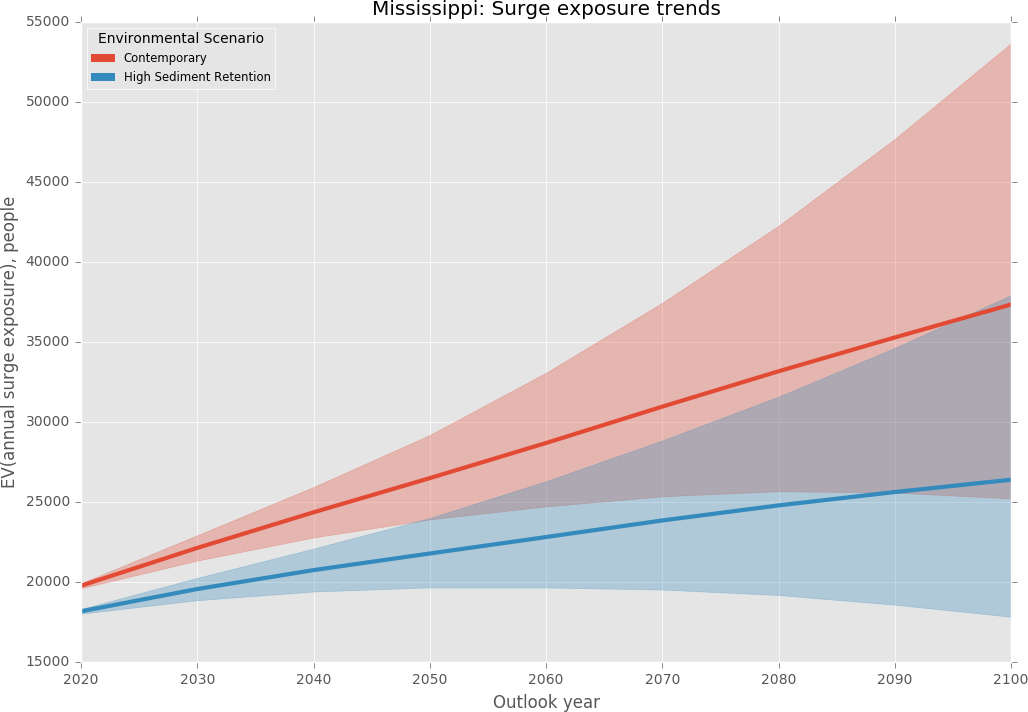 Mississippi: Surge exposure trends
Environmental Scenario
Contemporary
High Sediment Retention
EV(annual surge exposure), people
55000
50000
45000
40000
35000
30000
25000
20000
15000
2020 2030 2040 2050 2060 2070 2080 2090 2100
Outlook year